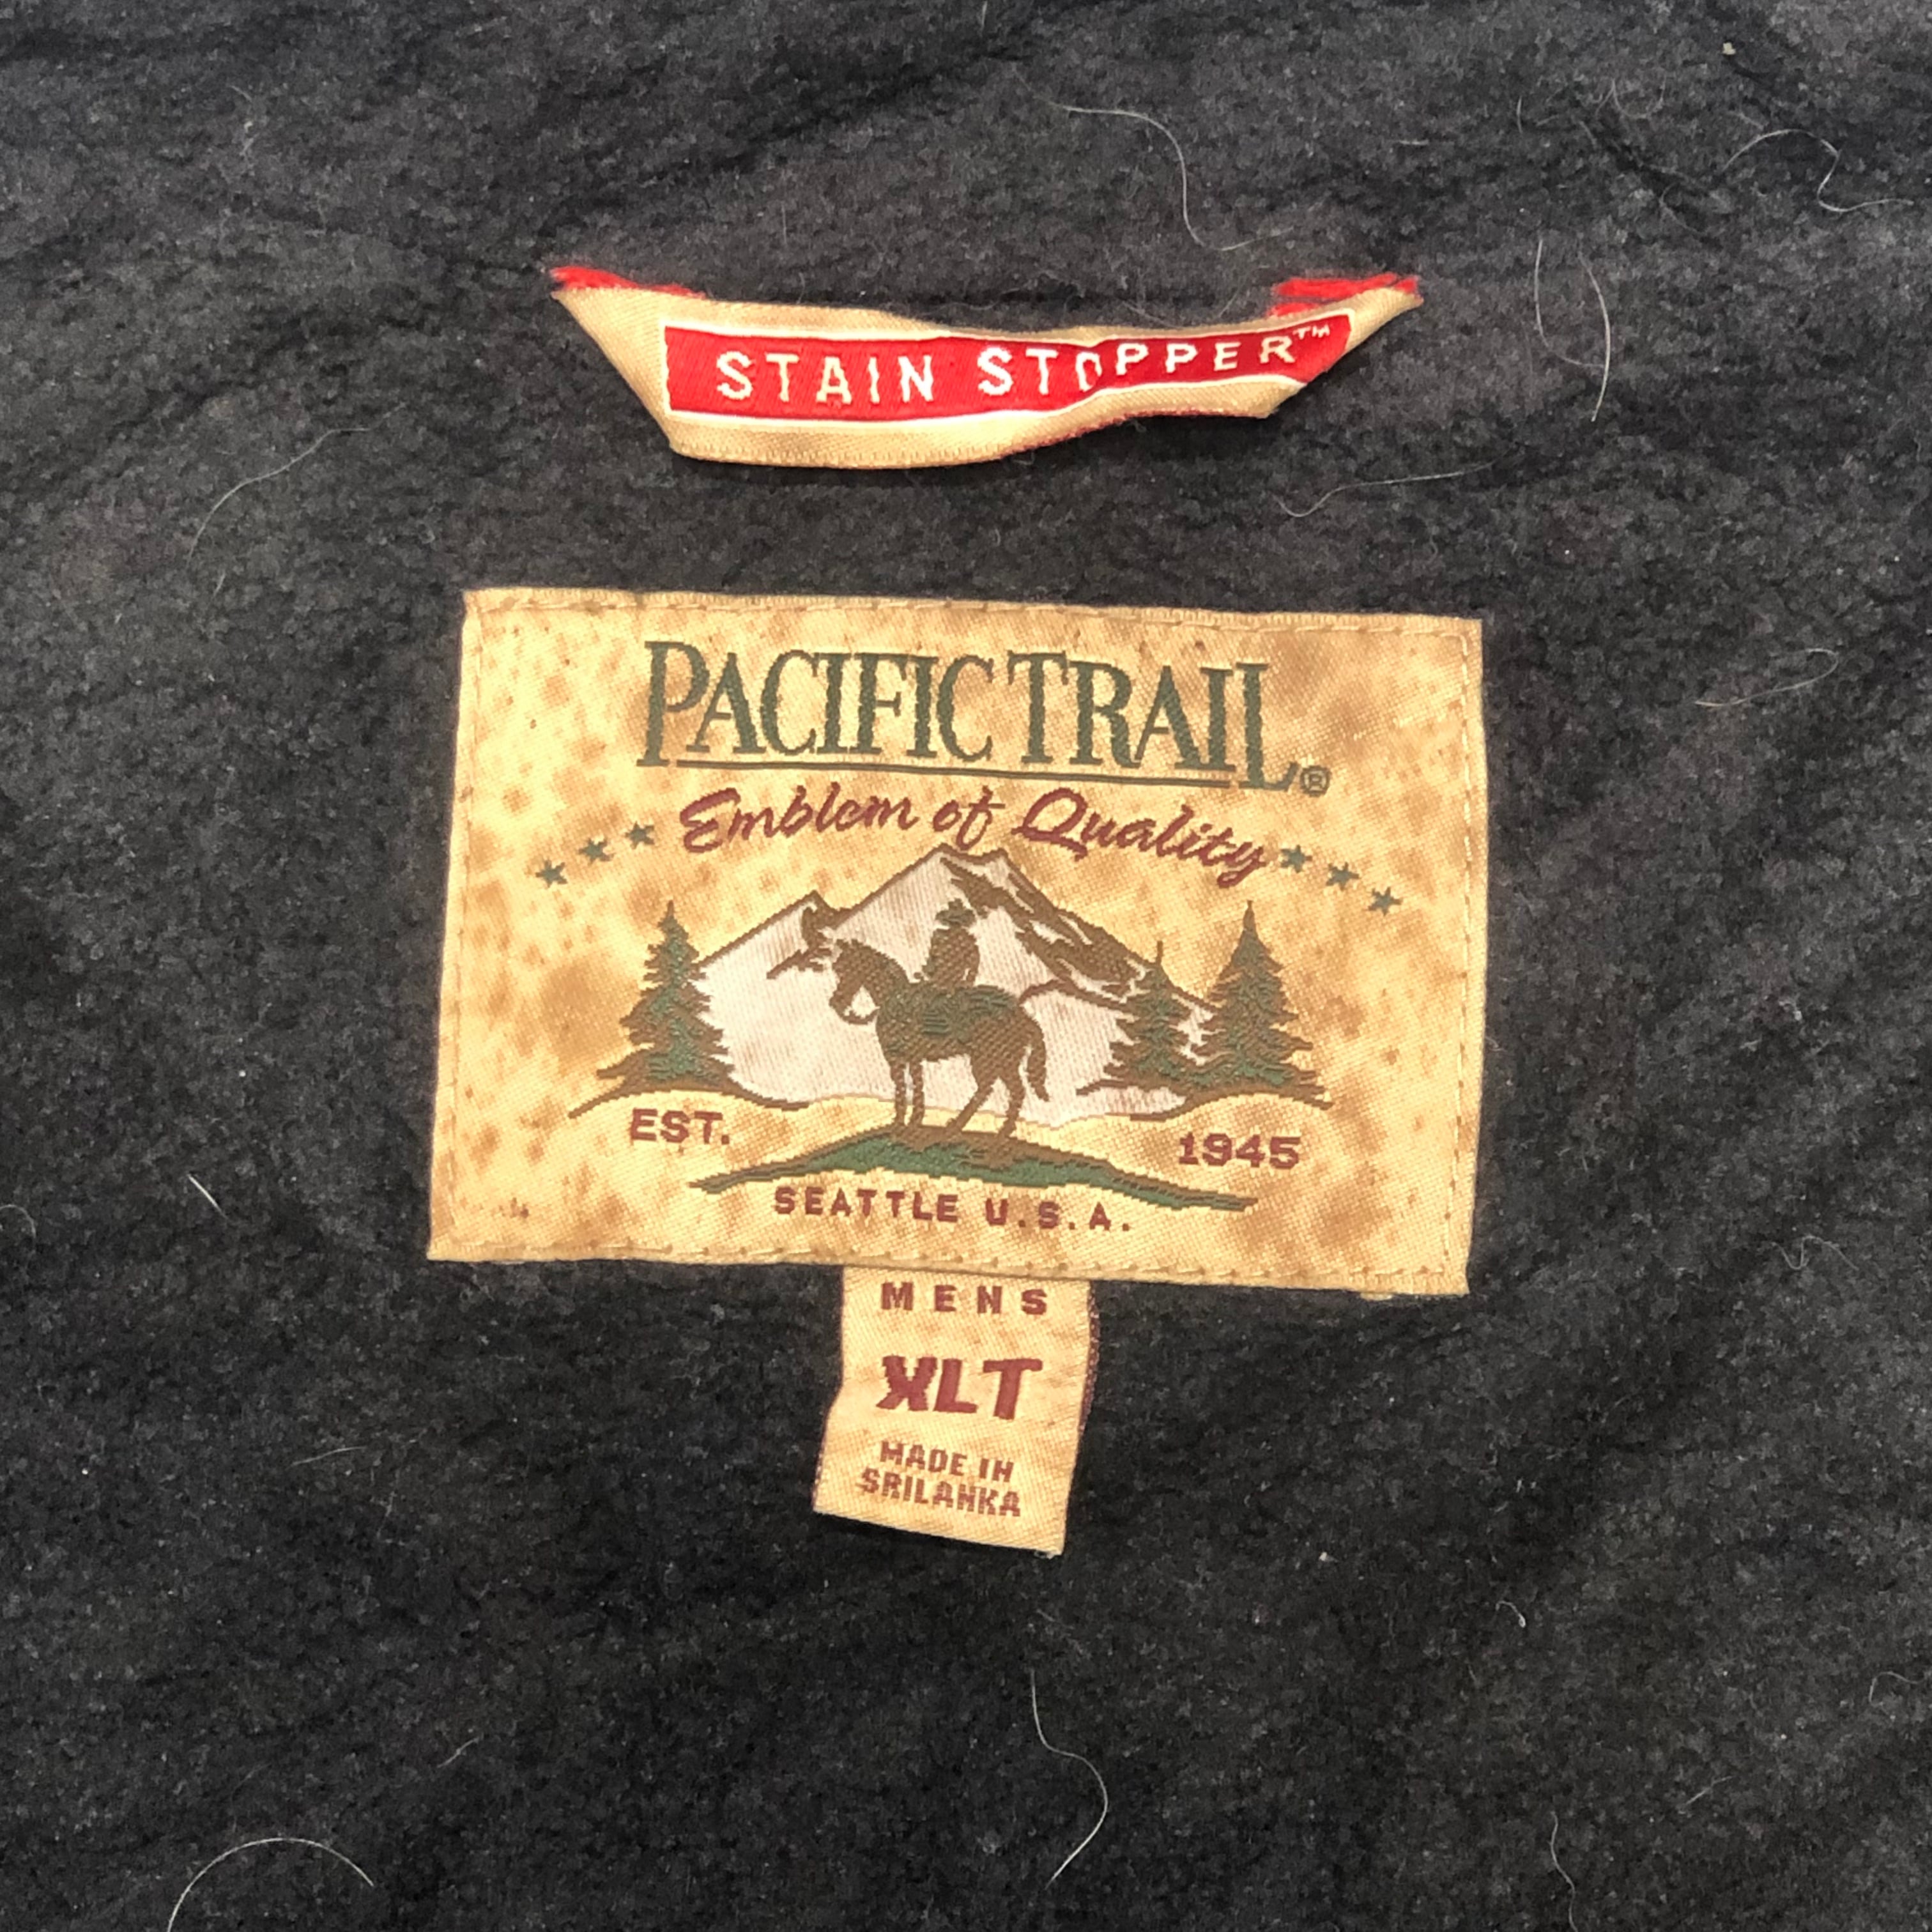 STAIN STOPPER™
PACIFIC TRAIL®
Emblem of Quality
EST. 1945
SEATTLE U.S.A.
MENS
XLT
MADE IN
SRILANKA